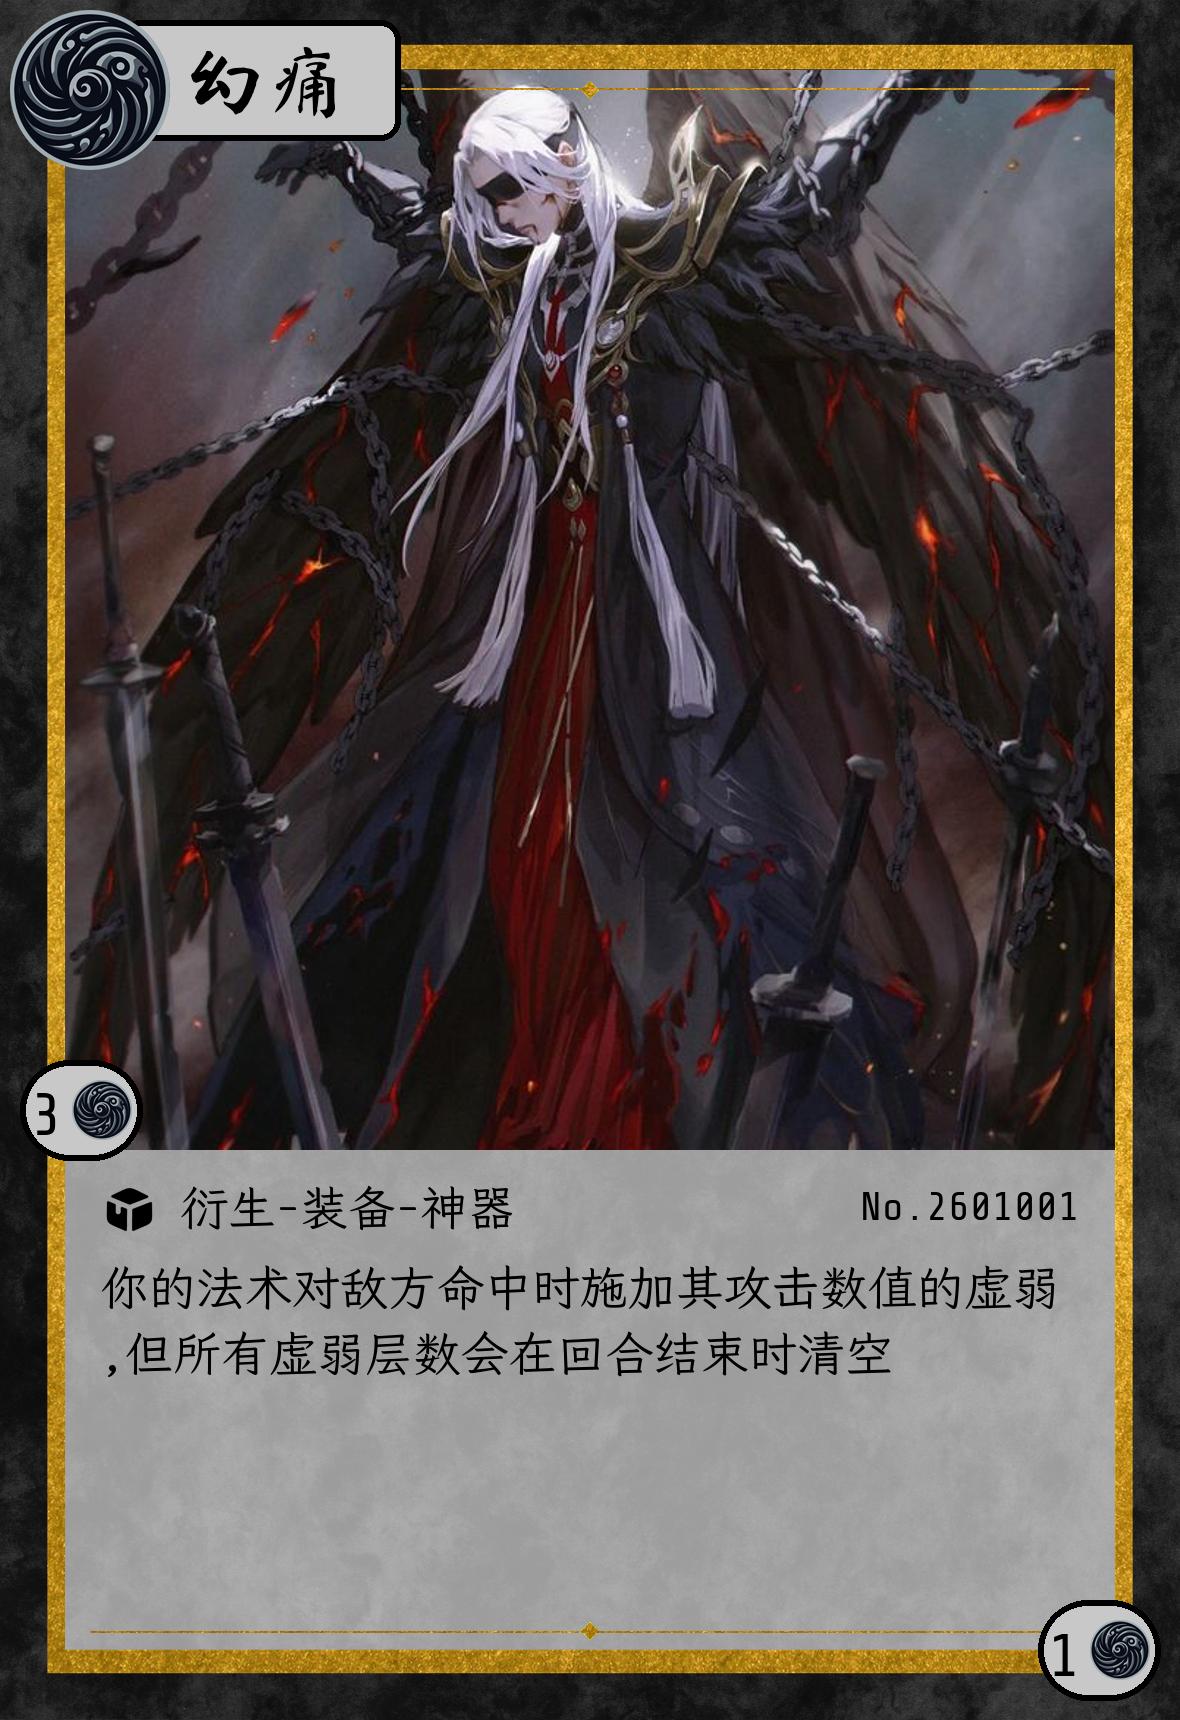 幻痛
3
衍生-装备-神器
No.2601001
你的法术对敌方命中时施加其攻击数值的虚弱
,但所有虚弱层数会在回合结束时清空
1